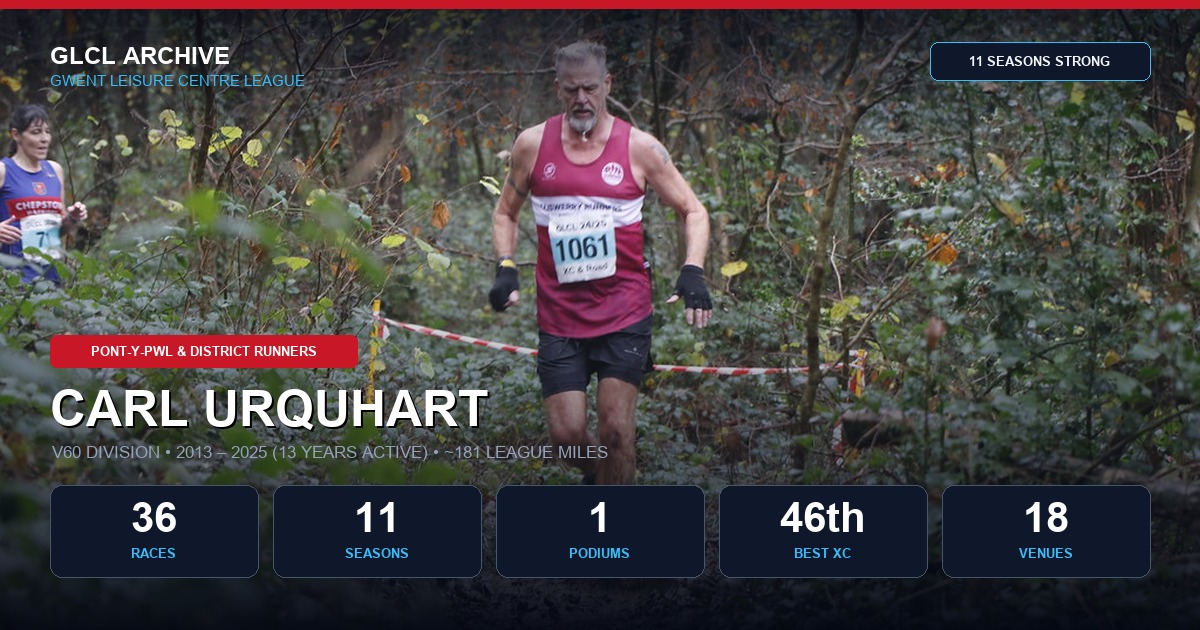 GLCL ARCHIVE
GWENT LEISURE CENTRE LEAGUE
11 SEASONS STRONG
CHEPSTOW
7
GLCL 24/25
1061
XC & Road
PONT-Y-PWL & DISTRICT RUNNERS
CARL URQUHART
V60 DIVISION • 2013 – 2025 (13 YEARS ACTIVE) • ~181 LEAGUE MILES
36
11
1
46th
18
RACES
SEASONS
PODIUMS
BEST XC
VENUES